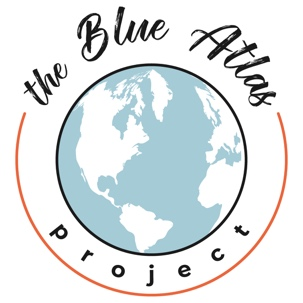 the Blue Atlas
project